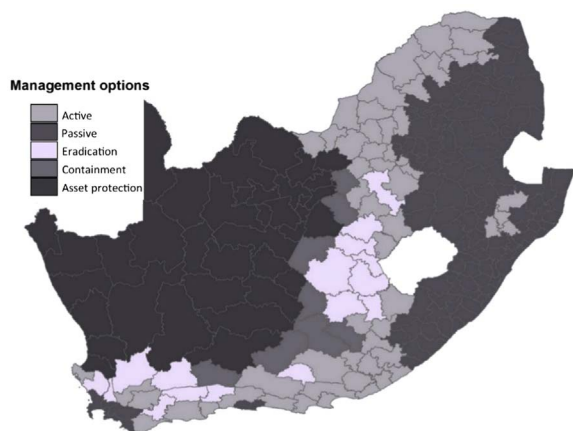 Management options
Active
Passive
Eradication
Containment
Asset protection